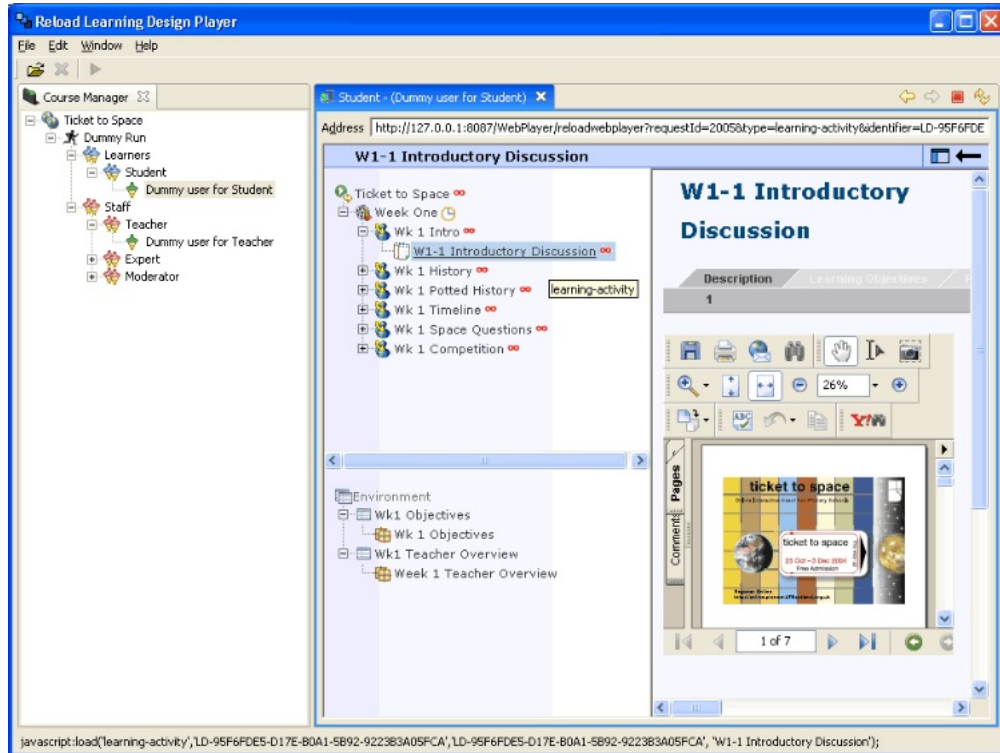 Reload Learning Design Player
File Edit Window Help
Course Manager
Ticket to Space
Dummy Run
Learners
Student
Dummy user for Student
Staff
Teacher
Dummy user for Teacher
Expert
Moderator
Student - (Dummy user for Student)
Address http://127.0.0.1:8087/WebPlayer/reloadwebplayer?requestId=2005&type=learning-activity&identifier=LD-95F6FDE
W1-1 Introductory Discussion
Ticket to Space
Week One
Wk 1 Intro
W1-1 Introductory Discussion
Wk 1 History
Wk 1 Potted History
learning-activity
Wk 1 Timeline
Wk 1 Space Questions
Wk 1 Competition
Environment
Wk1 Objectives
Wk 1 Objectives
Wk1 Teacher Overview
Week 1 Teacher Overview
W1-1 Introductory
Discussion
Description Learning Objectives
1
26%
ABC
Y!
Pages
Comments
ticket to space
ticket to space
Free Admission
1 of 7
javascript:load('learning-activity','LD-95F6FDE5-D17E-B0A1-5B92-9223B3A05FCA','LD-95F6FDE5-D17E-B0A1-5B92-9223B3A05FCA', 'W1-1 Introductory Discussion');